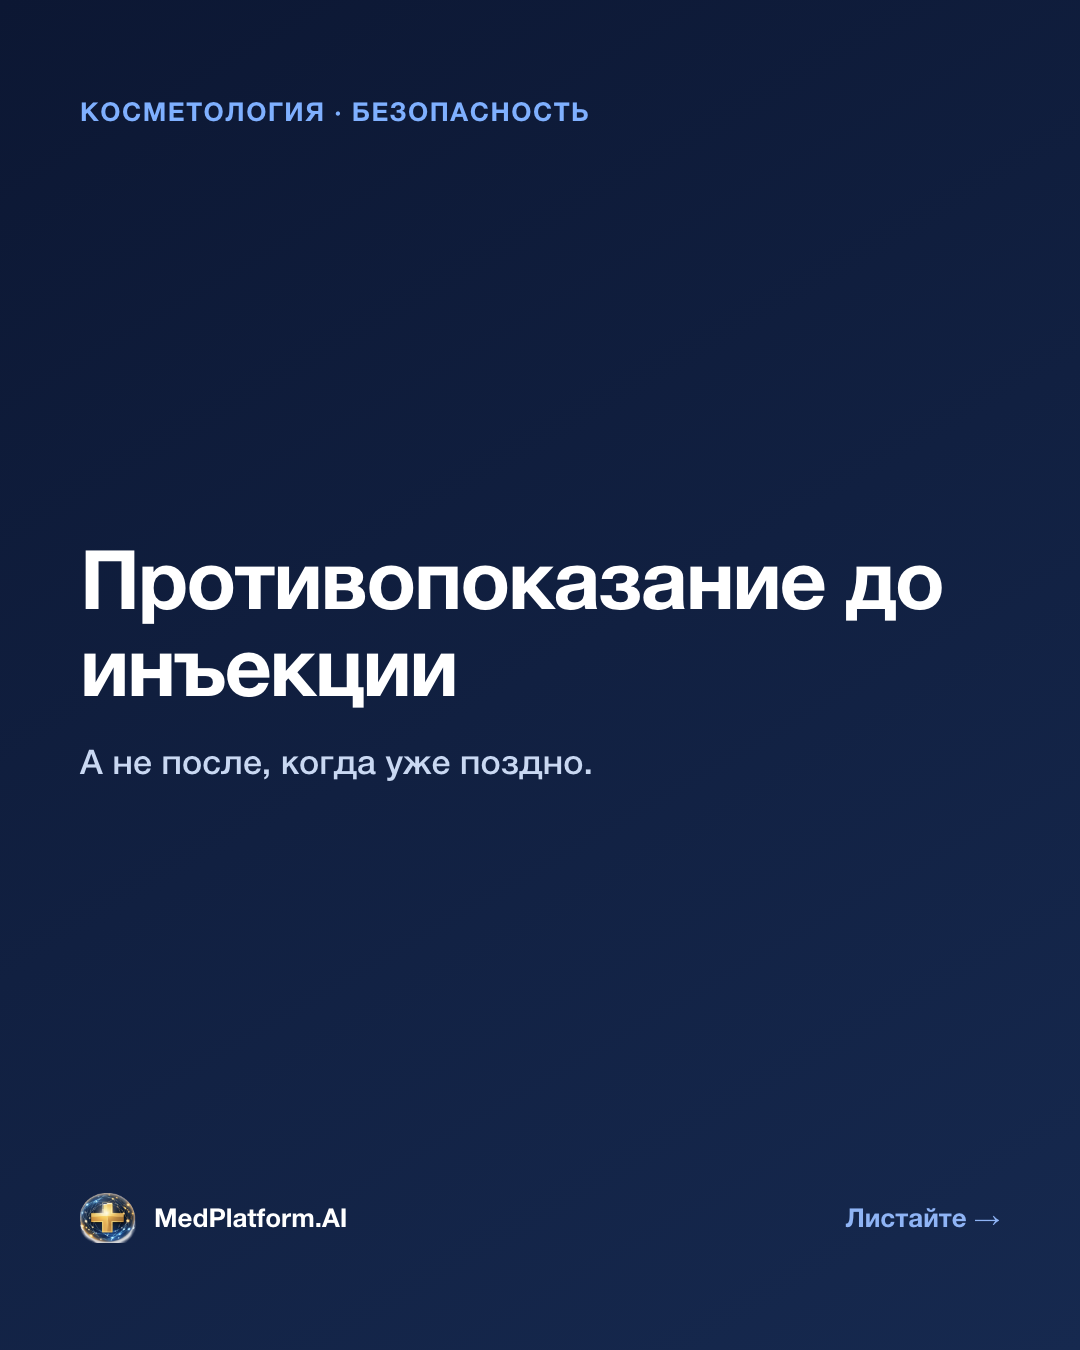 КОСМЕТОЛОГИЯ · БЕЗОПАСНОСТЬ
Противопоказание до
инъекции
А не после, когда уже поздно.
MedPlatform.AI
Листайте →